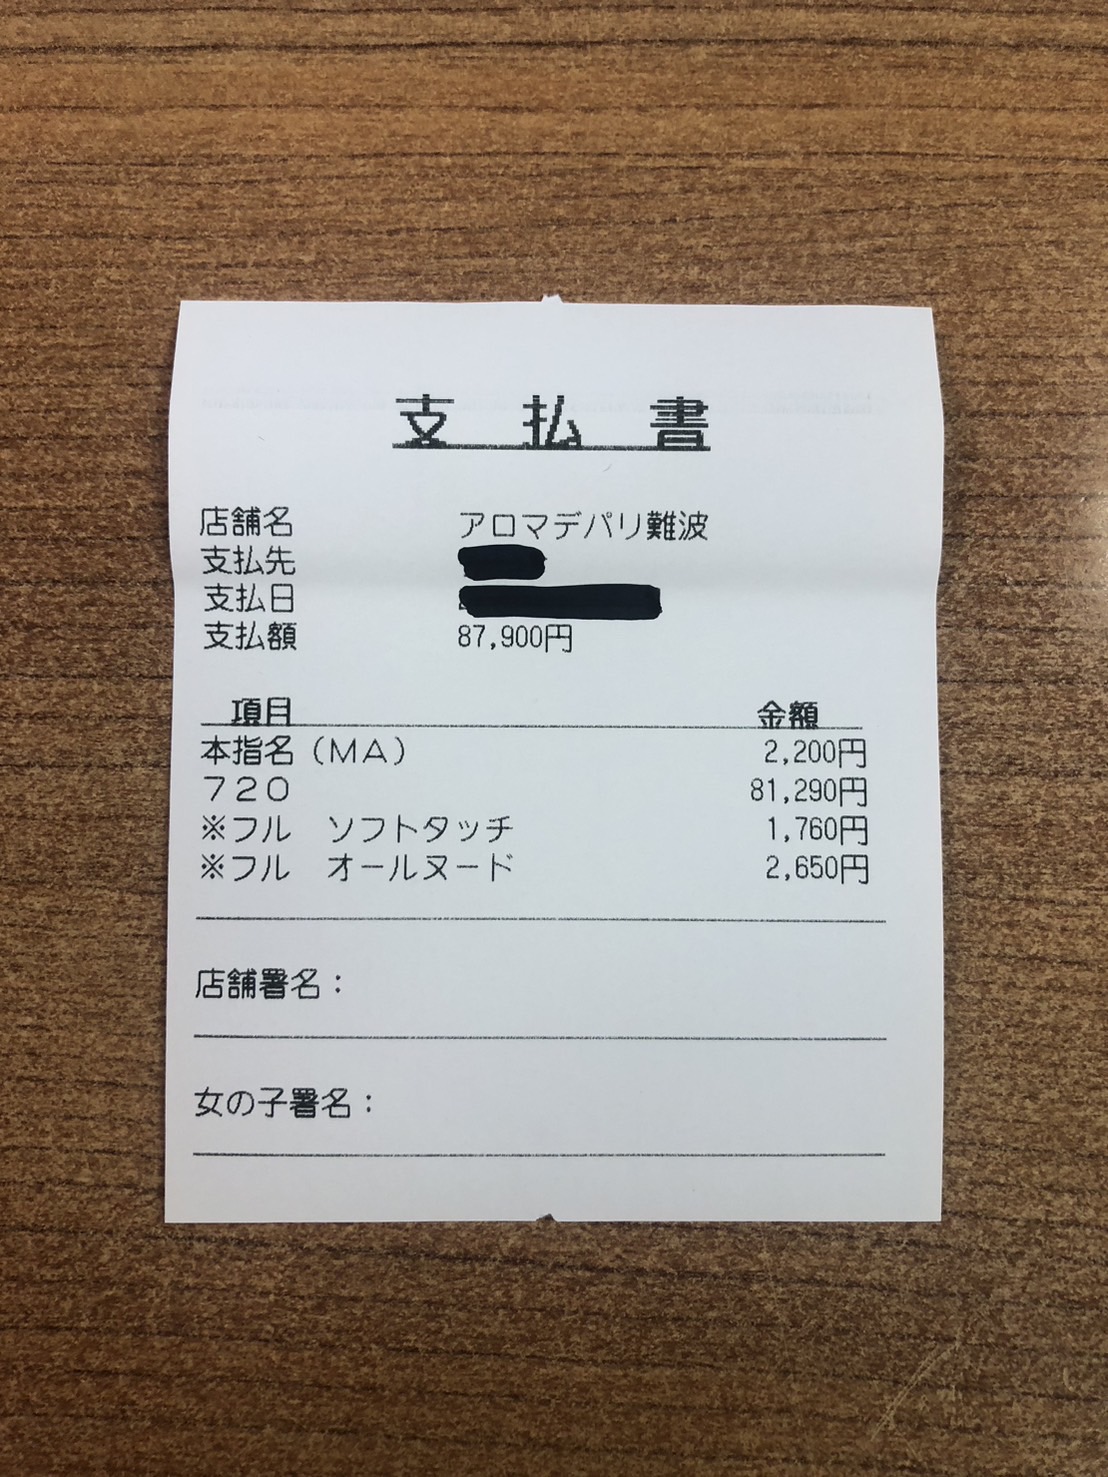 支払書
店舗名 アロマデパリ難波
支払先
支払日
支払額 87,900円
項目 金額
本指名(MA) 2,200円
720 81,290円
※フル ソフトタッチ 1,760円
※フル オールヌード 2,650円
店舗署名:
女の子署名: